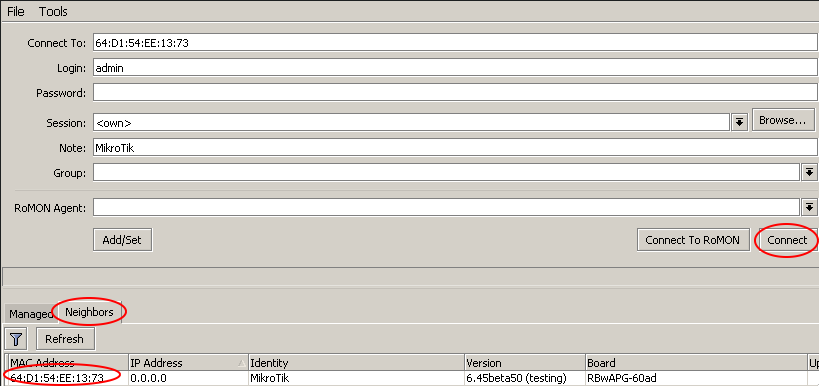 File Tools
Connect To: 64:D1:54:EE:13:73
Login: admin
Password:
Session: <own> Browse...
Note: MikroTik
Group:
RoMON Agent:
Add/Set Connect To RoMON Connect
Managed Neighbors
Refresh
MAC Address IP Address Identity Version Board Up
64:D1:54:EE:13:73 0.0.0.0 MikroTik 6.45beta50 (testing) RBwAPG-60ad